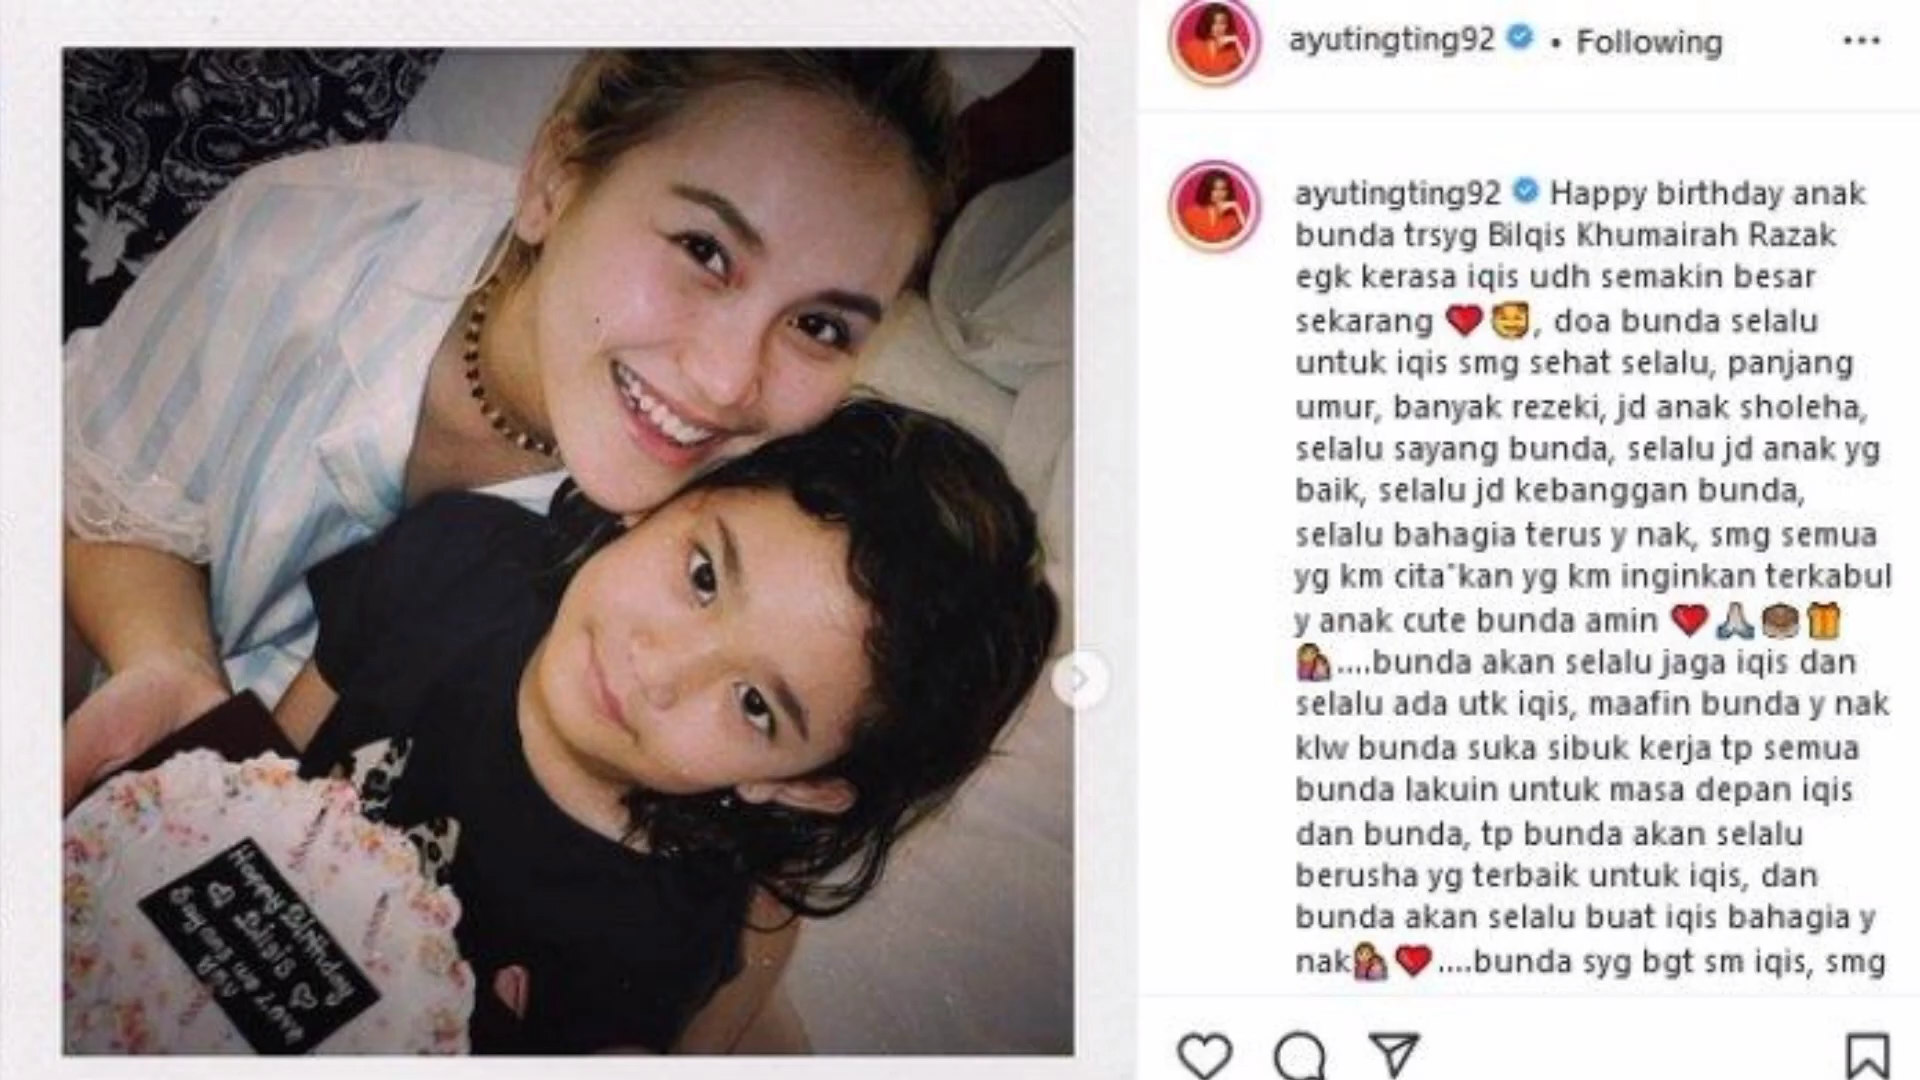 ayutingting92 • Following
ayutingting92 Happy birthday anak
bunda trsyg Bilqis Khumairah Razak
egk kerasa iqis udh semakin besar
sekarang ❤️🥰, doa bunda selalu
untuk iqis smg sehat selalu, panjang
umur, banyak rezeki, jd anak sholeha,
selalu sayang bunda, selalu jd anak yg
baik, selalu jd kebanggan bunda,
selalu bahagia terus y nak, smg semua
yg km cita"kan yg km inginkan terkabul
y anak cute bunda amin ❤️🙏🎂🎁
....bunda akan selalu jaga iqis dan
selalu ada utk iqis, maafin bunda y nak
klw bunda suka sibuk kerja tp semua
bunda lakuin untuk masa depan iqis
dan bunda, tp bunda akan selalu
berusha yg terbaik untuk iqis, dan
bunda akan selalu buat iqis bahagia y
nak ❤️....bunda syg bgt sm iqis, smg